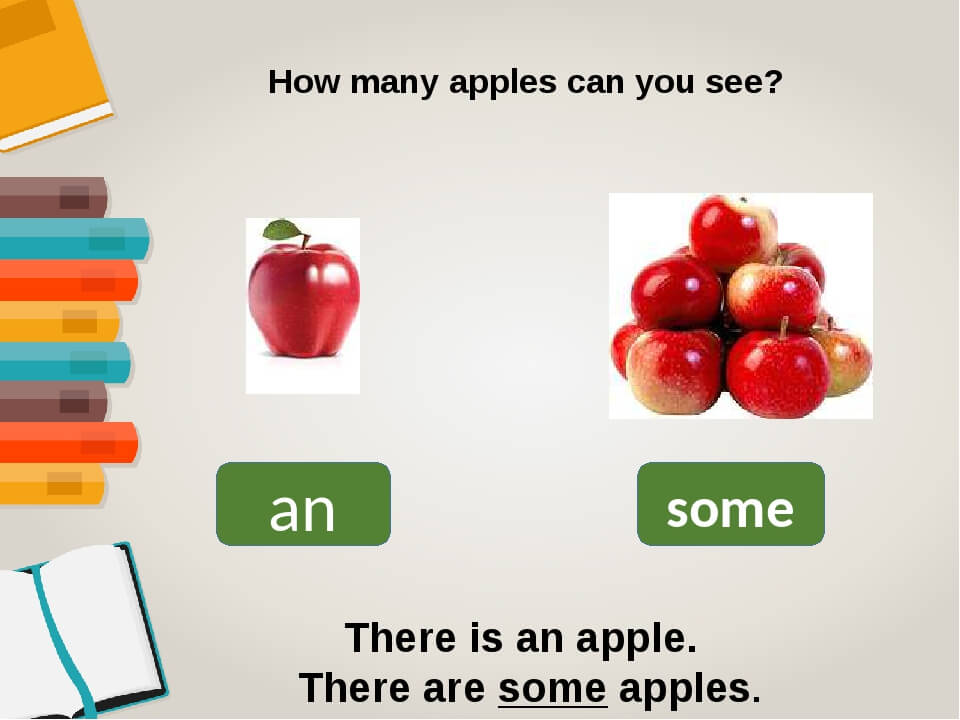 How many apples can you see?
an
some
There is an apple.
There are some apples.